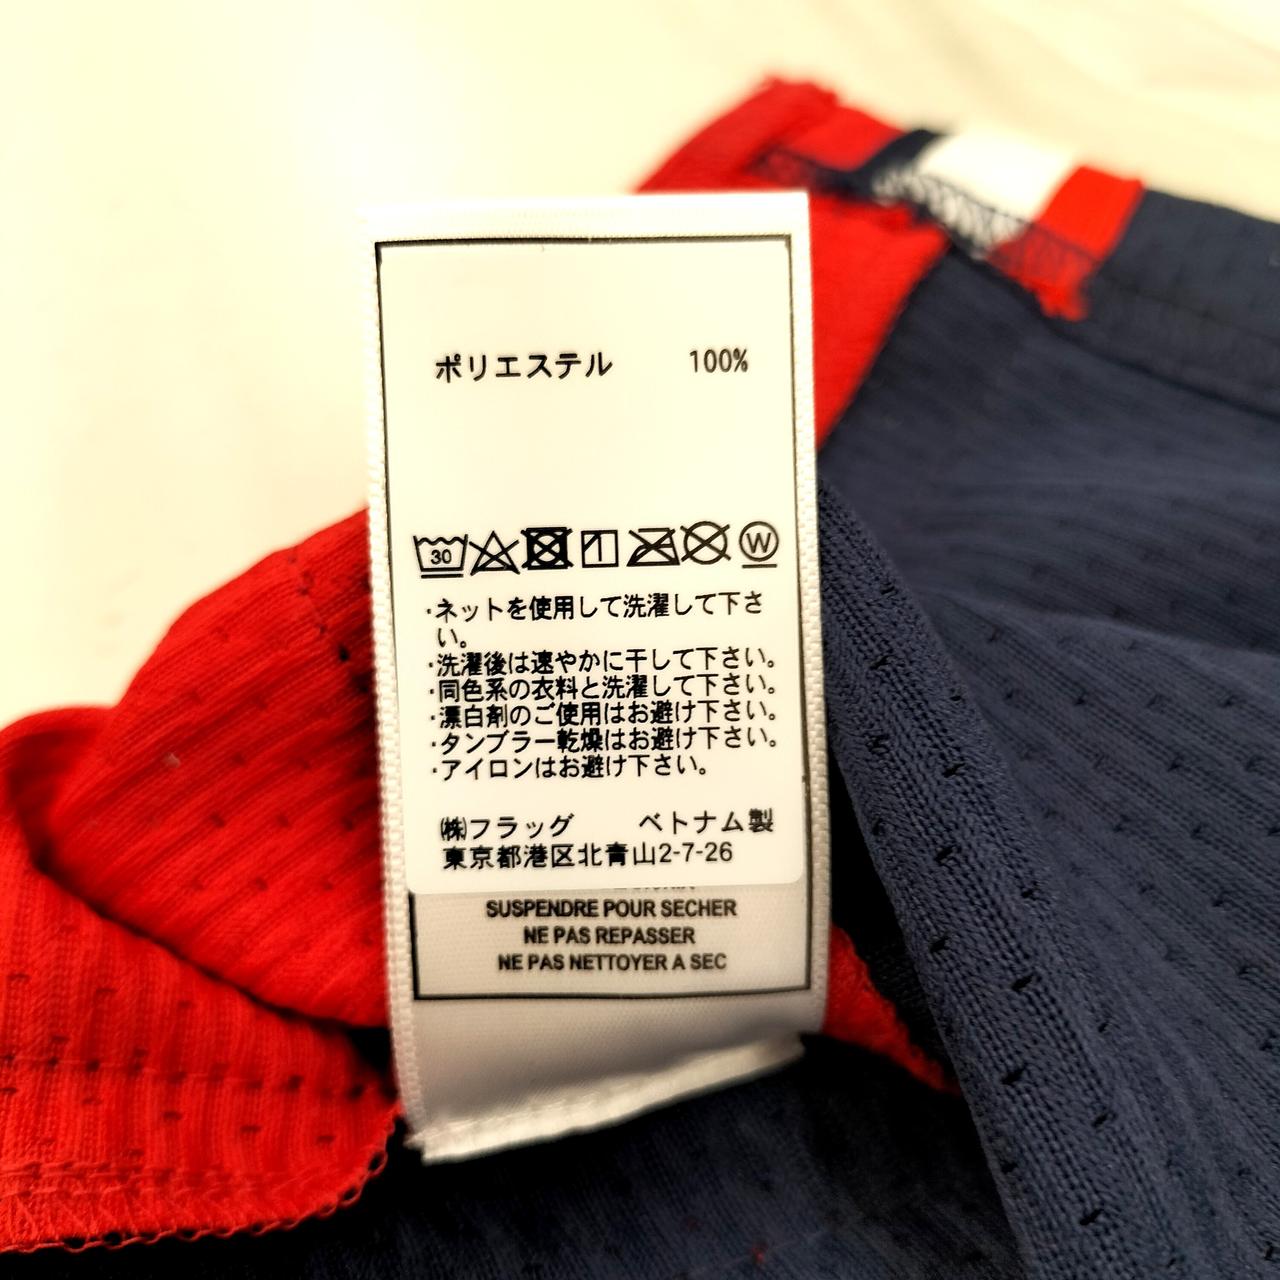 ポリエステル 100%
30 W
・ネットを使用して洗濯して下さ
い。
・洗濯後は速やかに干して下さい。
・同色系の衣料と洗濯して下さい。
・漂白剤のご使用はお避け下さい。
・タンブラー乾燥はお避け下さい。
・アイロンはお避け下さい。
㈱フラッグ ベトナム製
東京都港区北青山2-7-26
SUSPENDRE POUR SECHER
NE PAS REPASSER
NE PAS NETTOYER A SEC